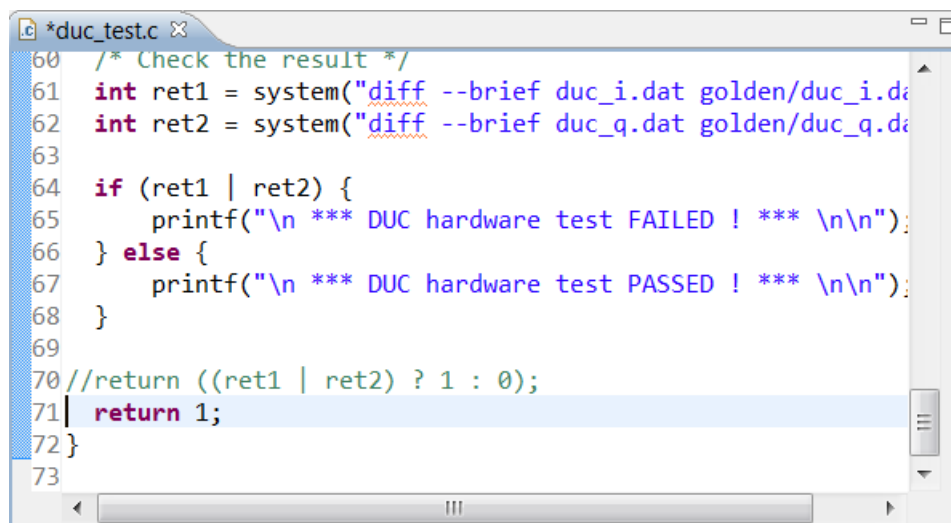 *duc_test.c
60 /* Check the result */
61 int ret1 = system("diff --brief duc_i.dat golden/duc_i.da
62 int ret2 = system("diff --brief duc_q.dat golden/duc_q.da
63
64 if (ret1 | ret2) {
65 printf("\n *** DUC hardware test FAILED ! *** \n\n");
66 } else {
67 printf("\n *** DUC hardware test PASSED ! *** \n\n");
68 }
69
70 //return ((ret1 | ret2) ? 1 : 0);
71 return 1;
72 }
73